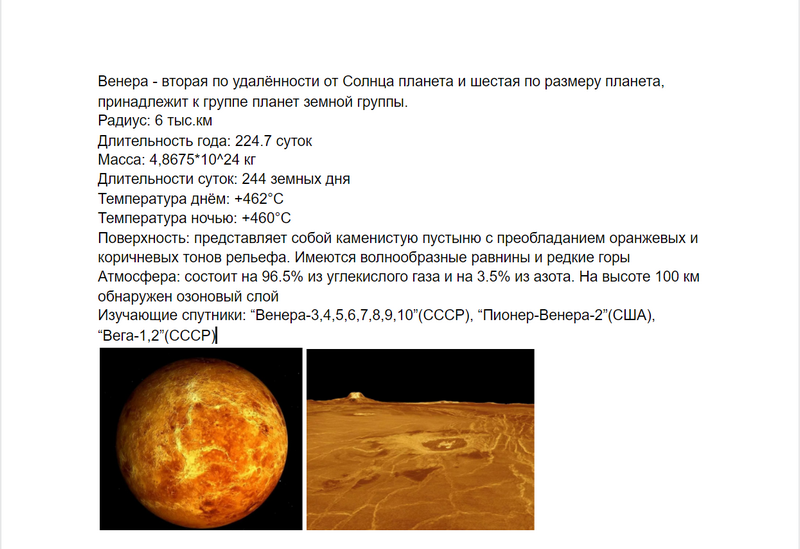 Венера - вторая по удалённости от Солнца планета и шестая по размеру планета,
принадлежит к группе планет земной группы.
Радиус: 6 тыс.км
Длительность года: 224.7 суток
Масса: 4,8675*10^24 кг
Длительности суток: 244 земных дня
Температура днём: +462°C
Температура ночью: +460°C
Поверхность: представляет собой каменистую пустыню с преобладанием оранжевых и
коричневых тонов рельефа. Имеются волнообразные равнины и редкие горы
Атмосфера: состоит на 96.5% из углекислого газа и на 3.5% из азота. На высоте 100 км
обнаружен озоновый слой
Изучающие спутники: “Венера-3,4,5,6,7,8,9,10”(СССР), “Пионер-Венера-2”(США),
“Вега-1,2”(СССР)